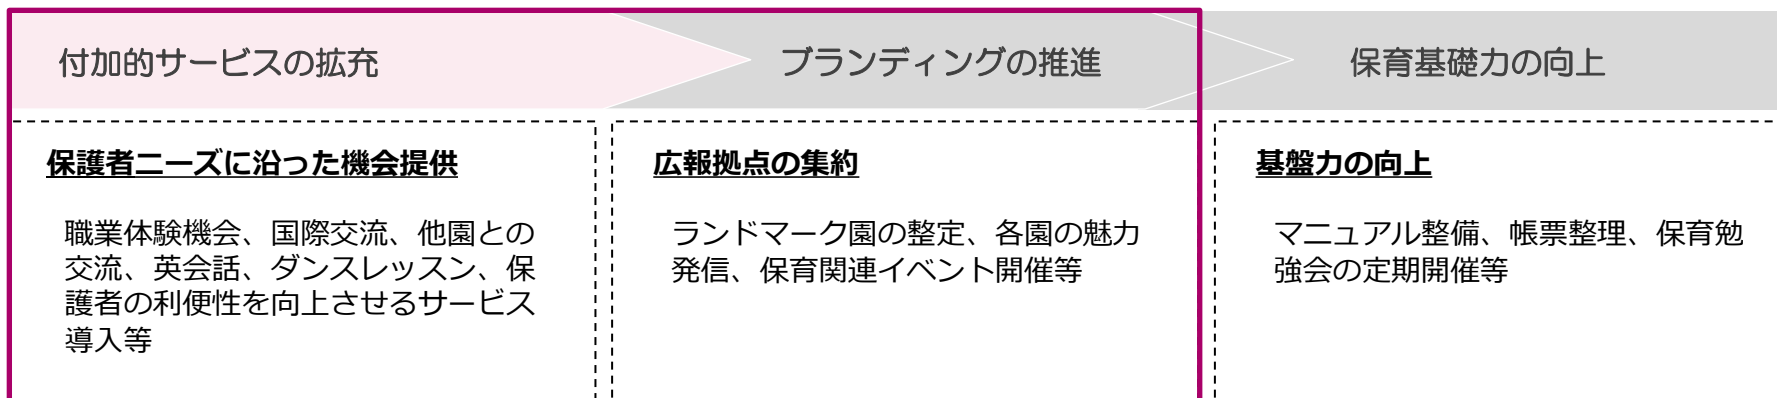 付加的サービスの拡充
ブランディングの推進
保育基礎力の向上
保護者ニーズに沿った機会提供
職業体験機会、国際交流、他園との
交流、英会話、ダンスレッスン、保
護者の利便性を向上させるサービス
導入等
広報拠点の集約
ランドマーク園の整定、各園の魅力
発信、保育関連イベント開催等
基盤力の向上
マニュアル整備、帳票整理、保育勉
強会の定期開催等